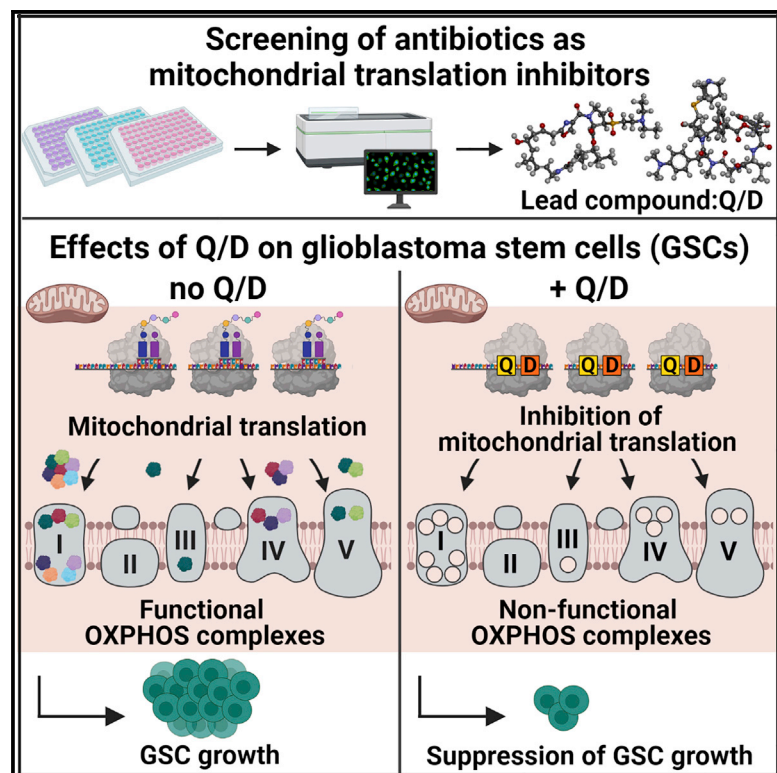 Screening of antibiotics as
mitochondrial translation inhibitors
Lead compound:Q/D
Effects of Q/D on glioblastoma stem cells (GSCs)
no Q/D
Mitochondrial translation
I
II
III
IV
V
Functional
OXPHOS complexes
GSC growth
+ Q/D
Q D Q D Q D
Inhibition of
mitochondrial translation
I
II
III
IV
V
Non-functional
OXPHOS complexes
Suppression of GSC growth